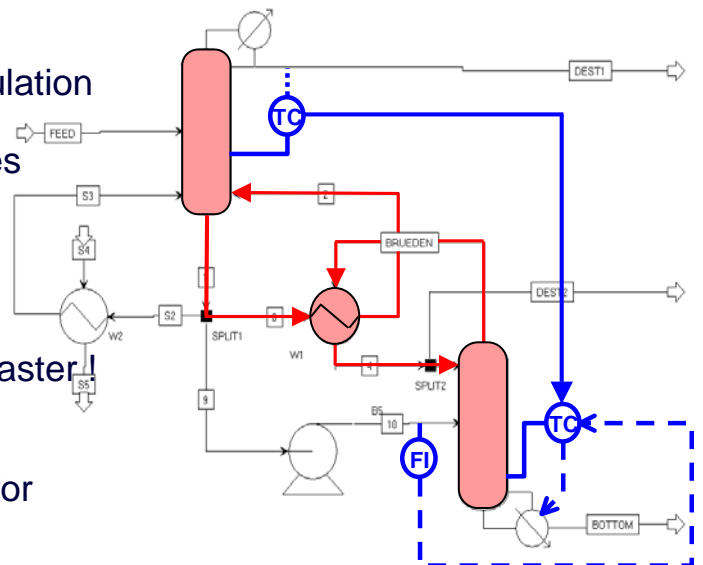 ulation
es
aster !
or
DEST1
TC
FEED
S3
2
S4
BRUEDEN
1
DEST2
S2
8
W2
SPLIT1
W1
4
S5
SPLIT2
9
B5
10
TC
FI
BOTTOM